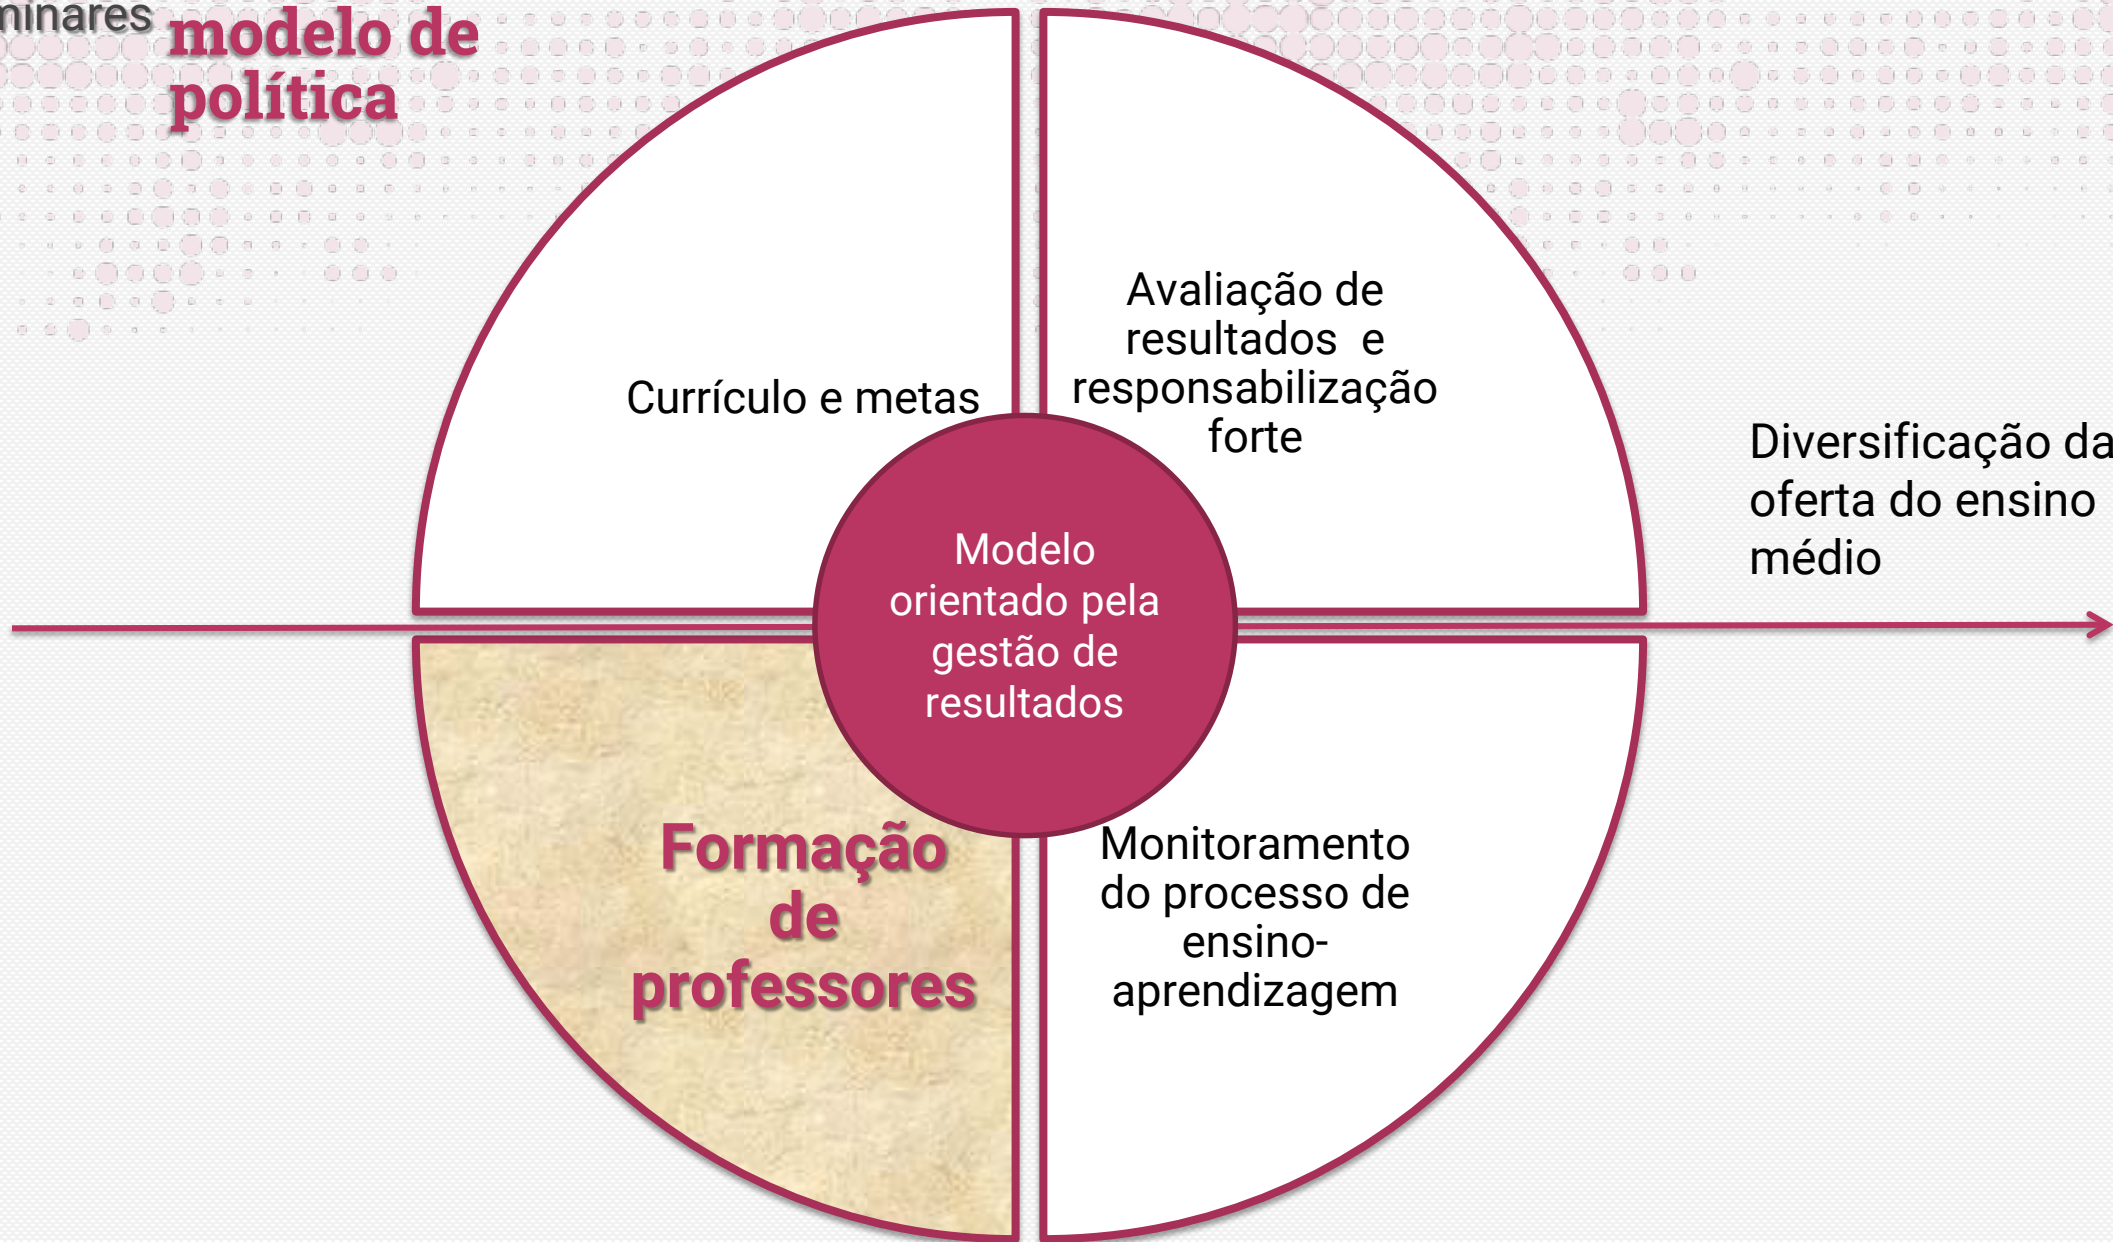 modelo de
política
Currículo e metas
Avaliação de
resultados e
responsabilização
forte
Diversificação da
oferta do ensino
médio
Modelo
orientado pela
gestão de
resultados
Formação
de
professores
Monitoramento
do processo de
ensino-
aprendizagem